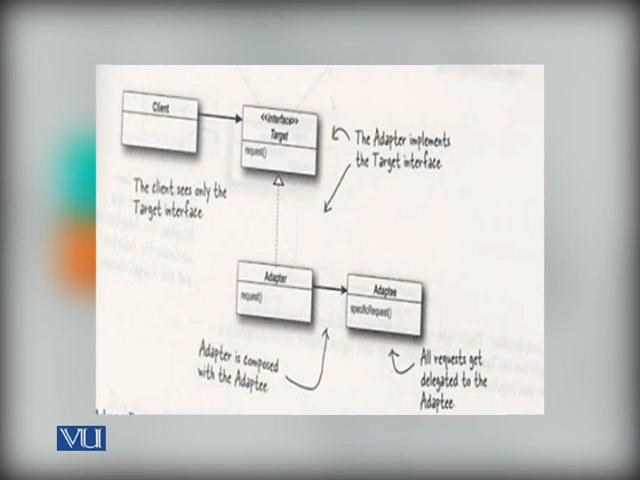 Client
<<interface>>
Target
request()
The Adapter implements
the Target interface
The client sees only the
Target interface
Adapter
request()
Adaptee
specificRequest()
Adapter is composed
with the Adaptee
All requests get
delegated to the
Adaptee
VU